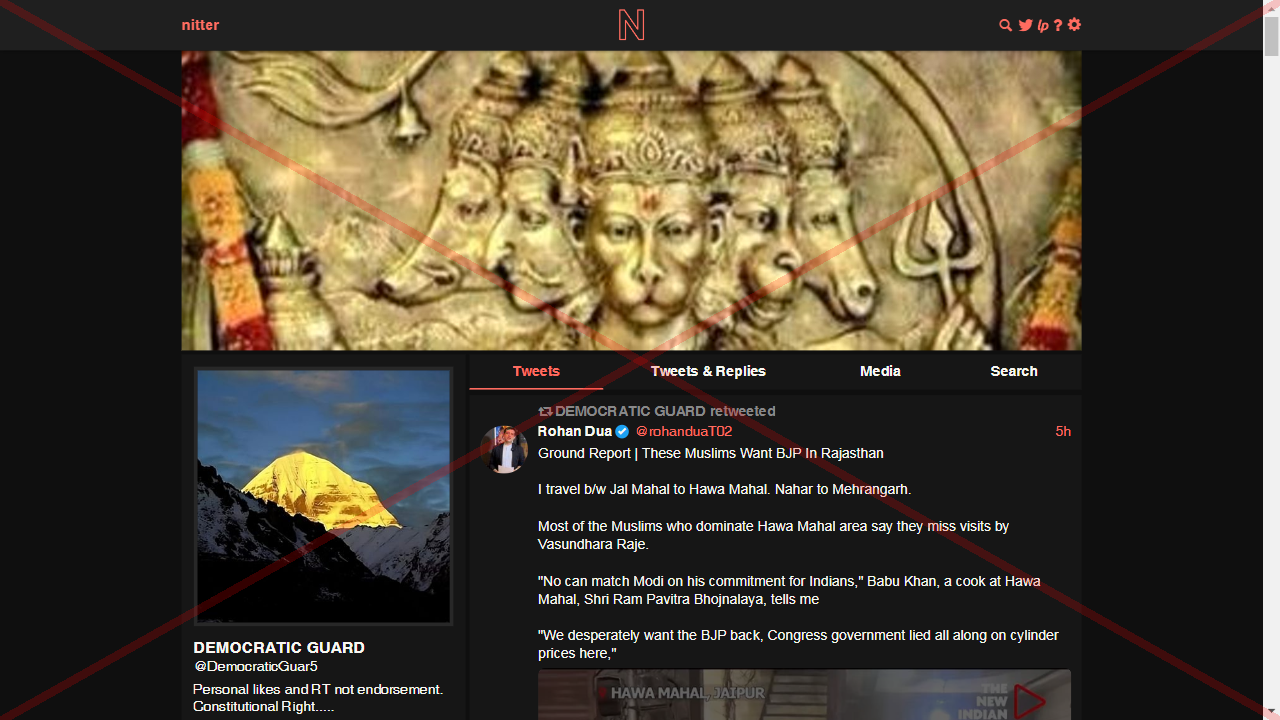 nitter
N
lp ?
Tweets
Tweets & Replies
Media
Search
DEMOCRATIC GUARD retweeted
Rohan Dua @rohanduaT02 5h
Ground Report | These Muslims Want BJP In Rajasthan
I travel b/w Jal Mahal to Hawa Mahal. Nahar to Mehrangarh.
Most of the Muslims who dominate Hawa Mahal area say they miss visits by
Vasundhara Raje.
"No can match Modi on his commitment for Indians," Babu Khan, a cook at Hawa
Mahal, Shri Ram Pavitra Bhojnalaya, tells me
"We desperately want the BJP back, Congress government lied all along on cylinder
prices here,"
HAWA MAHAL, JAIPUR
THE
NEW
INDIAN
DEMOCRATIC GUARD
@DemocraticGuar5
Personal likes and RT not endorsement.
Constitutional Right.....